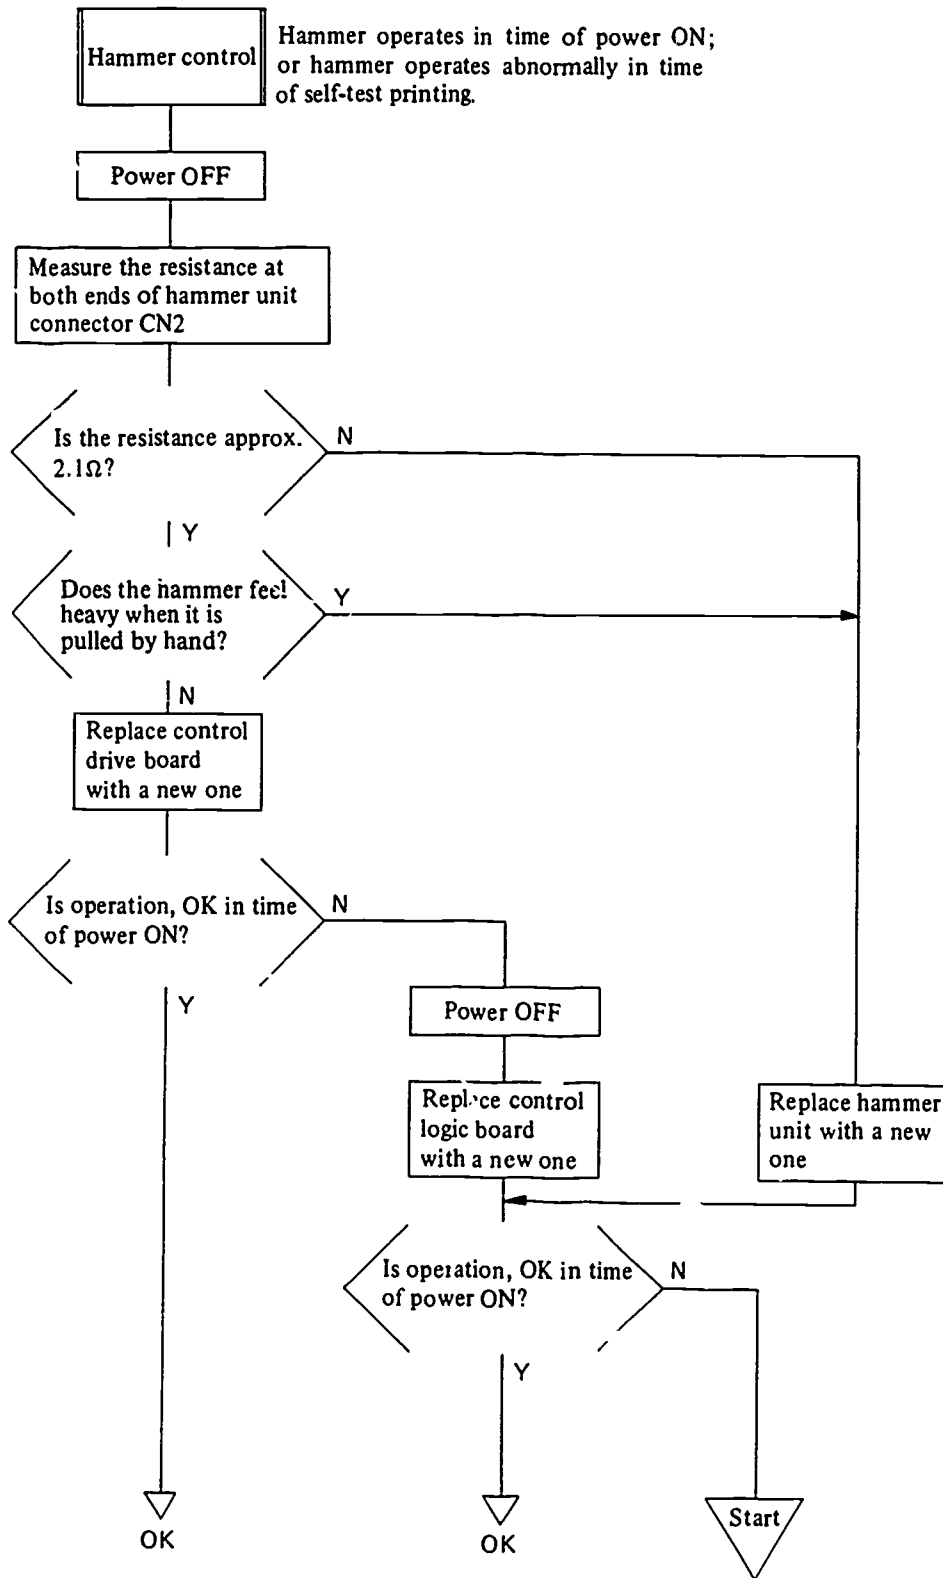 Hammer control
Hammer operates in time of power ON;
or hammer operates abnormally in time
of self-test printing.
Power OFF
Measure the resistance at
both ends of hammer unit
connector CN2
Is the resistance approx.
2.1Ω?
N
Y
Does the hammer feel
heavy when it is
pulled by hand?
Y
N
Replace control
drive board
with a new one
Is operation, OK in time
of power ON?
N
Y
Power OFF
Replace control
logic board
with a new one
Replace hammer
unit with a new
one
Is operation, OK in time
of power ON?
N
Y
OK
OK
Start